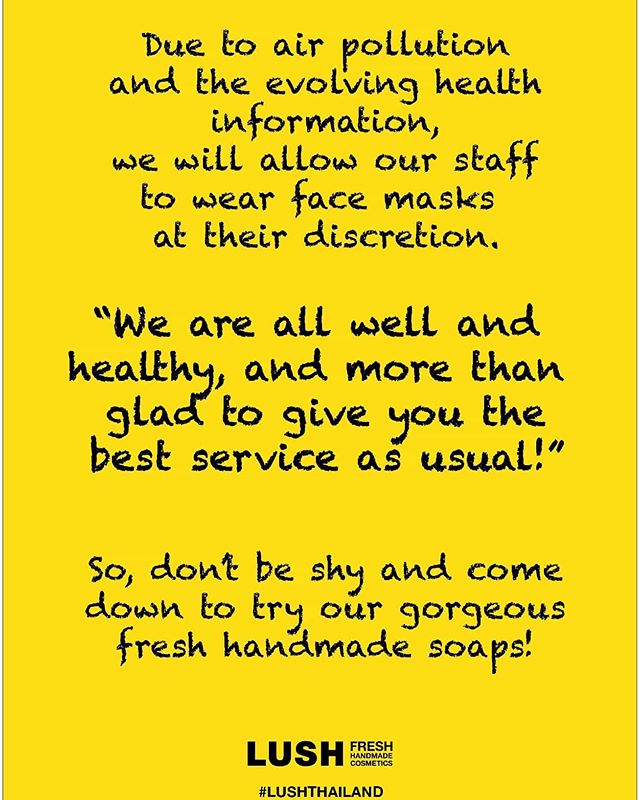 Due to air pollution
and the evolving health
information,
we will allow our staff
to wear face masks
at their discretion.
“We are all well and
healthy, and more than
glad to give you the
best service as usual!”
So, don't be shy and come
down to try our gorgeous
fresh handmade soaps!
LUSH FRESH
HANDMADE
COSMETICS
#LUSHTHAILAND